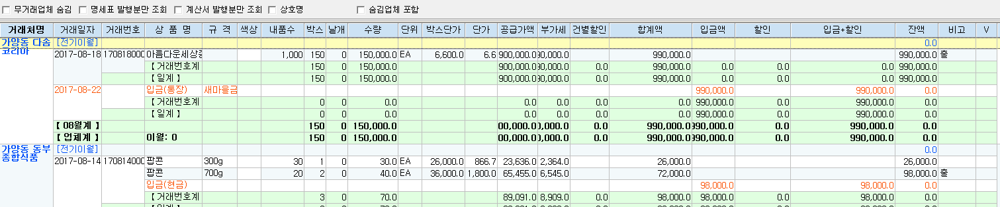 무거래업체 숨김 명세표 발행분만 조회 계산서 발행분만 조회 상호명 숨김업체 포함
거래처명 거래일자 거래번호 상 품 명 규 격 색상 내품수 박스 낱개 수량 단위 박스단가 단가 공급가액 부가세 건별할인 합계액 입금액 할인 입금+할인 잔액 비고 V
가양동 다솜 [전기이월] 0.0
코리아 2017-08-18 170818000 아름다운세상 1,000 150 0 150,000.0 EA 6,600.0 6.6 900,000.0 0,000.0 990,000.0 990,000.0 출
【 거래번호계 150 0 150,000.0 900,000.0 0,000.0 0.0 990,000.0 0.0 0.0 0.0 990,000.0
【 일계 】 150 0 150,000.0 900,000.0 0,000.0 0.0 990,000.0 0.0 0.0 0.0 990,000.0
2017-08-22 입금(통장) 새마을금 990,000.0 990,000.0 0.0
【 거래번호계 0 0 0.0 0.0 0.0 0.0 0.0 990,000.0 0.0 990,000.0 0.0
【 일계 】 0 0 0.0 0.0 0.0 0.0 0.0 990,000.0 0.0 990,000.0 0.0
【 08월계 】 150 0 150,000.0 00,000.0 0,000.0 0.0 990,000.0 990,000.0 0.0 990,000.0 0.0
【 업체계 】 이월: 0 150 0 150,000.0 00,000.0 0,000.0 0.0 990,000.0 990,000.0 0.0 990,000.0 0.0
가양동 동부 [전기이월] 0.0
종합식품 2017-08-14 170814000 팝콘 300g 30 1 0 30.0 EA 26,000.0 866.7 23,636.0 2,364.0 26,000.0 26,000.0
팝콘 700g 20 2 0 40.0 EA 36,000.0 1,800.0 65,455.0 6,545.0 72,000.0 98,000.0 출
입금(현금) 98,000.0 98,000.0 0.0
【 거래번호계 3 0 70.0 89,091.0 8,909.0 0.0 98,000.0 98,000.0 0.0 98,000.0 0.0